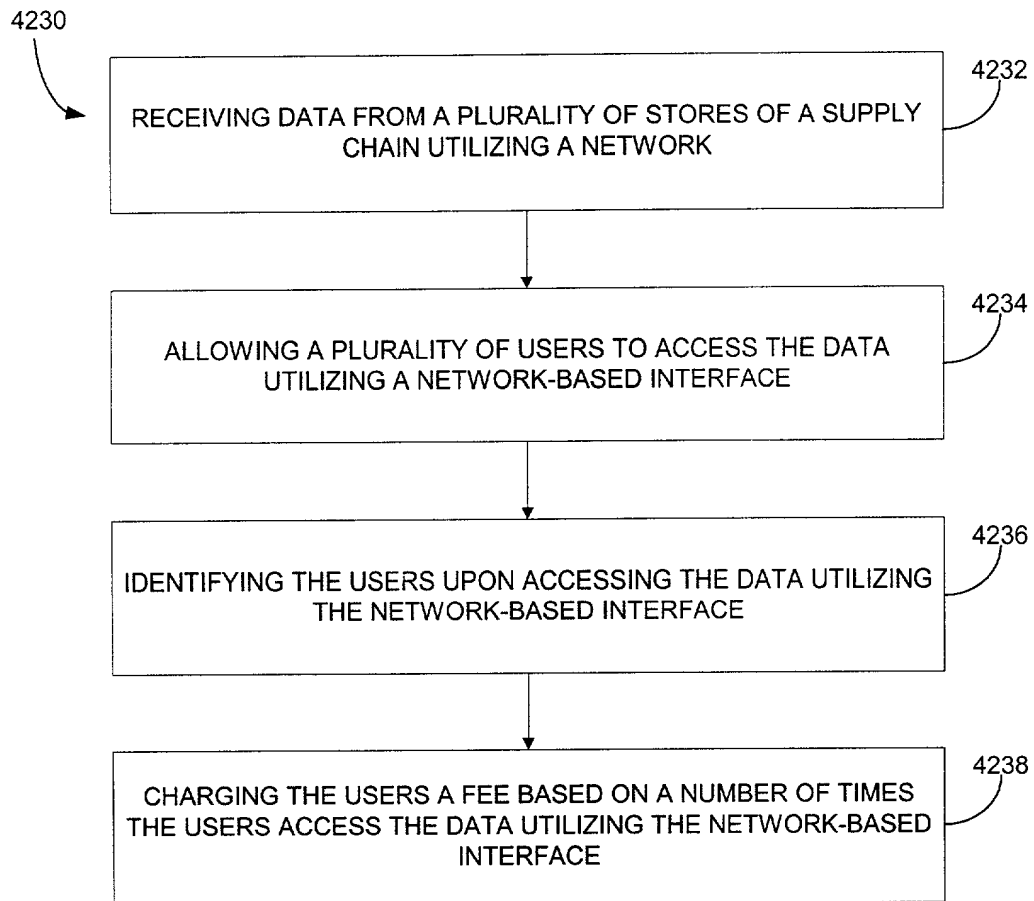 4230
4232
RECEIVING DATA FROM A PLURALITY OF STORES OF A SUPPLY
CHAIN UTILIZING A NETWORK
4234
ALLOWING A PLURALITY OF USERS TO ACCESS THE DATA
UTILIZING A NETWORK-BASED INTERFACE
4236
IDENTIFYING THE USERS UPON ACCESSING THE DATA UTILIZING
THE NETWORK-BASED INTERFACE
4238
CHARGING THE USERS A FEE BASED ON A NUMBER OF TIMES
THE USERS ACCESS THE DATA UTILIZING THE NETWORK-BASED
INTERFACE